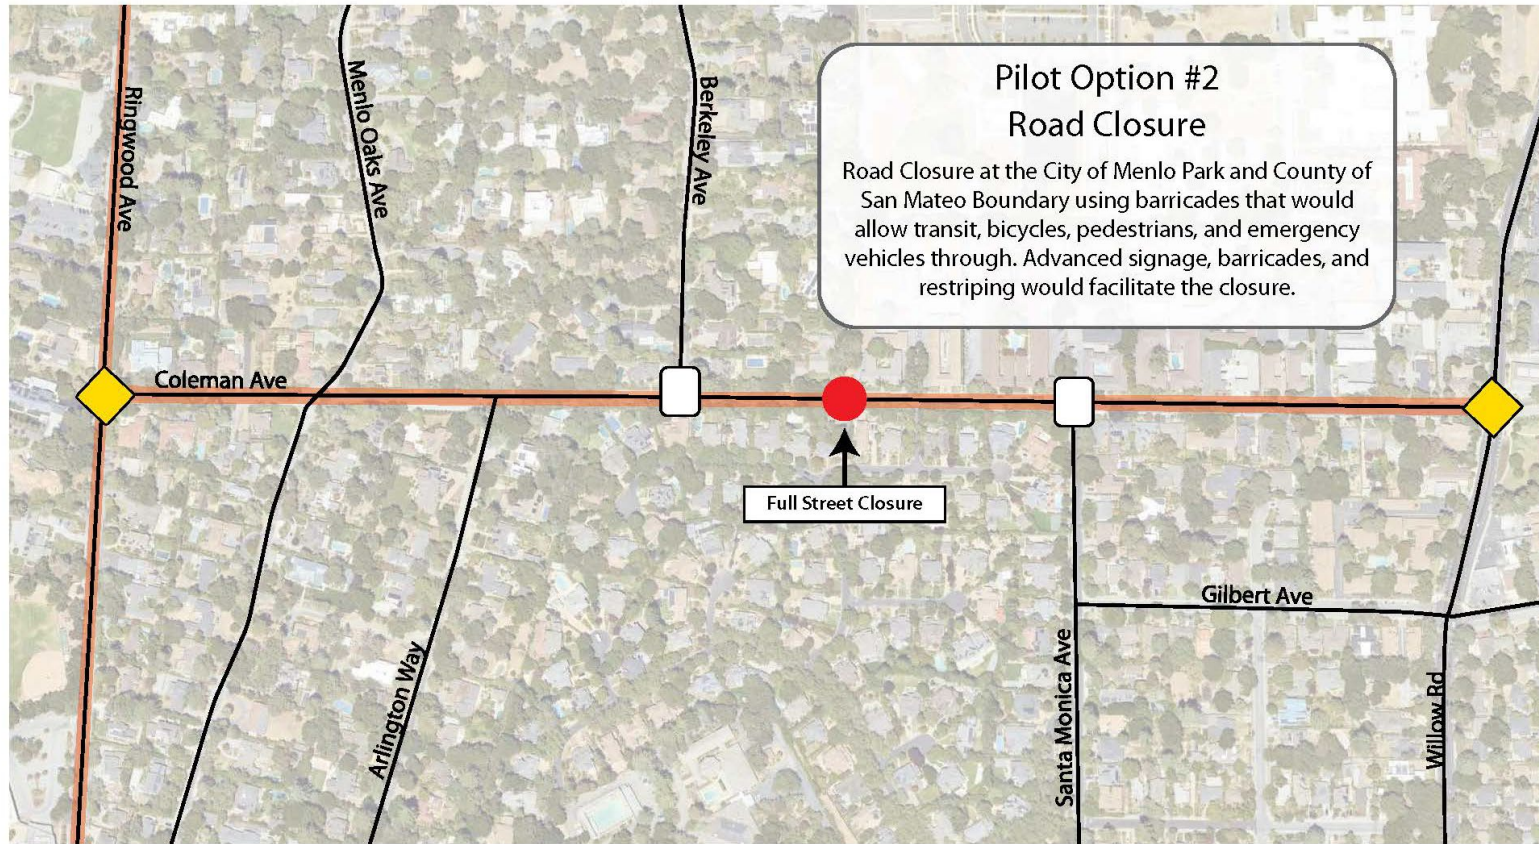 Pilot Option #2
Road Closure
Road Closure at the City of Menlo Park and County of
San Mateo Boundary using barricades that would
allow transit, bicycles, pedestrians, and emergency
vehicles through. Advanced signage, barricades, and
restriping would facilitate the closure.
Ringwood Ave
Menlo Oaks Ave
Berkeley Ave
Coleman Ave
Full Street Closure
Gilbert Ave
Arlington Way
Santa Monica Ave
Willow Rd